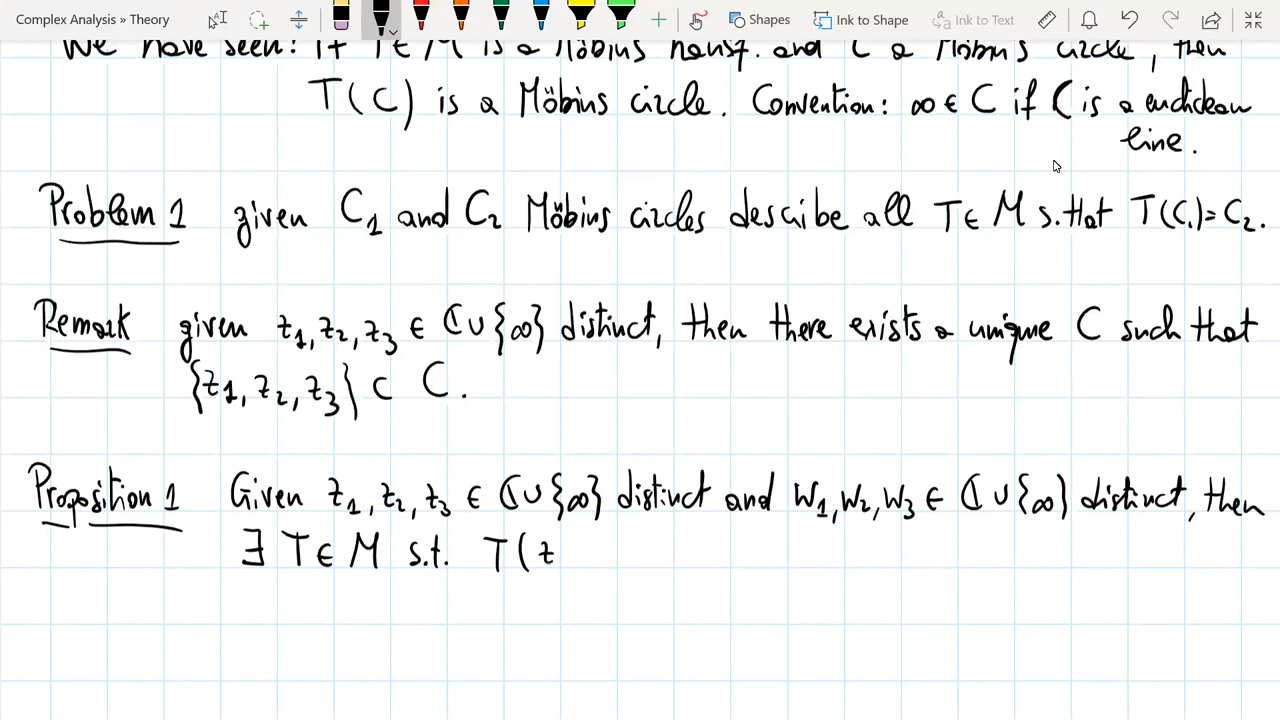 Complex Analysis » Theory
Shapes
Ink to Shape
Ink to Text
We have seen: if T ∈ M is a Möbius transf. and C a Möbius circle, then
T(C) is a Möbius circle. Convention: ∞ ∈ C if C is a euclidean
line.
Problem 1 given C₁ and C₂ Möbius circles describe all T ∈ M s. that T(C₁) = C₂.
Remark given z₁, z₂, z₃ ∈ ℂ ∪ {∞} distinct, then there exists a unique C such that
{z₁, z₂, z₃} ⊂ C.
Proposition 1 Given z₁, z₂, z₃ ∈ ℂ ∪ {∞} distinct and w₁, w₂, w₃ ∈ ℂ ∪ {∞} distinct, then
∃ T ∈ M s.t. T(z